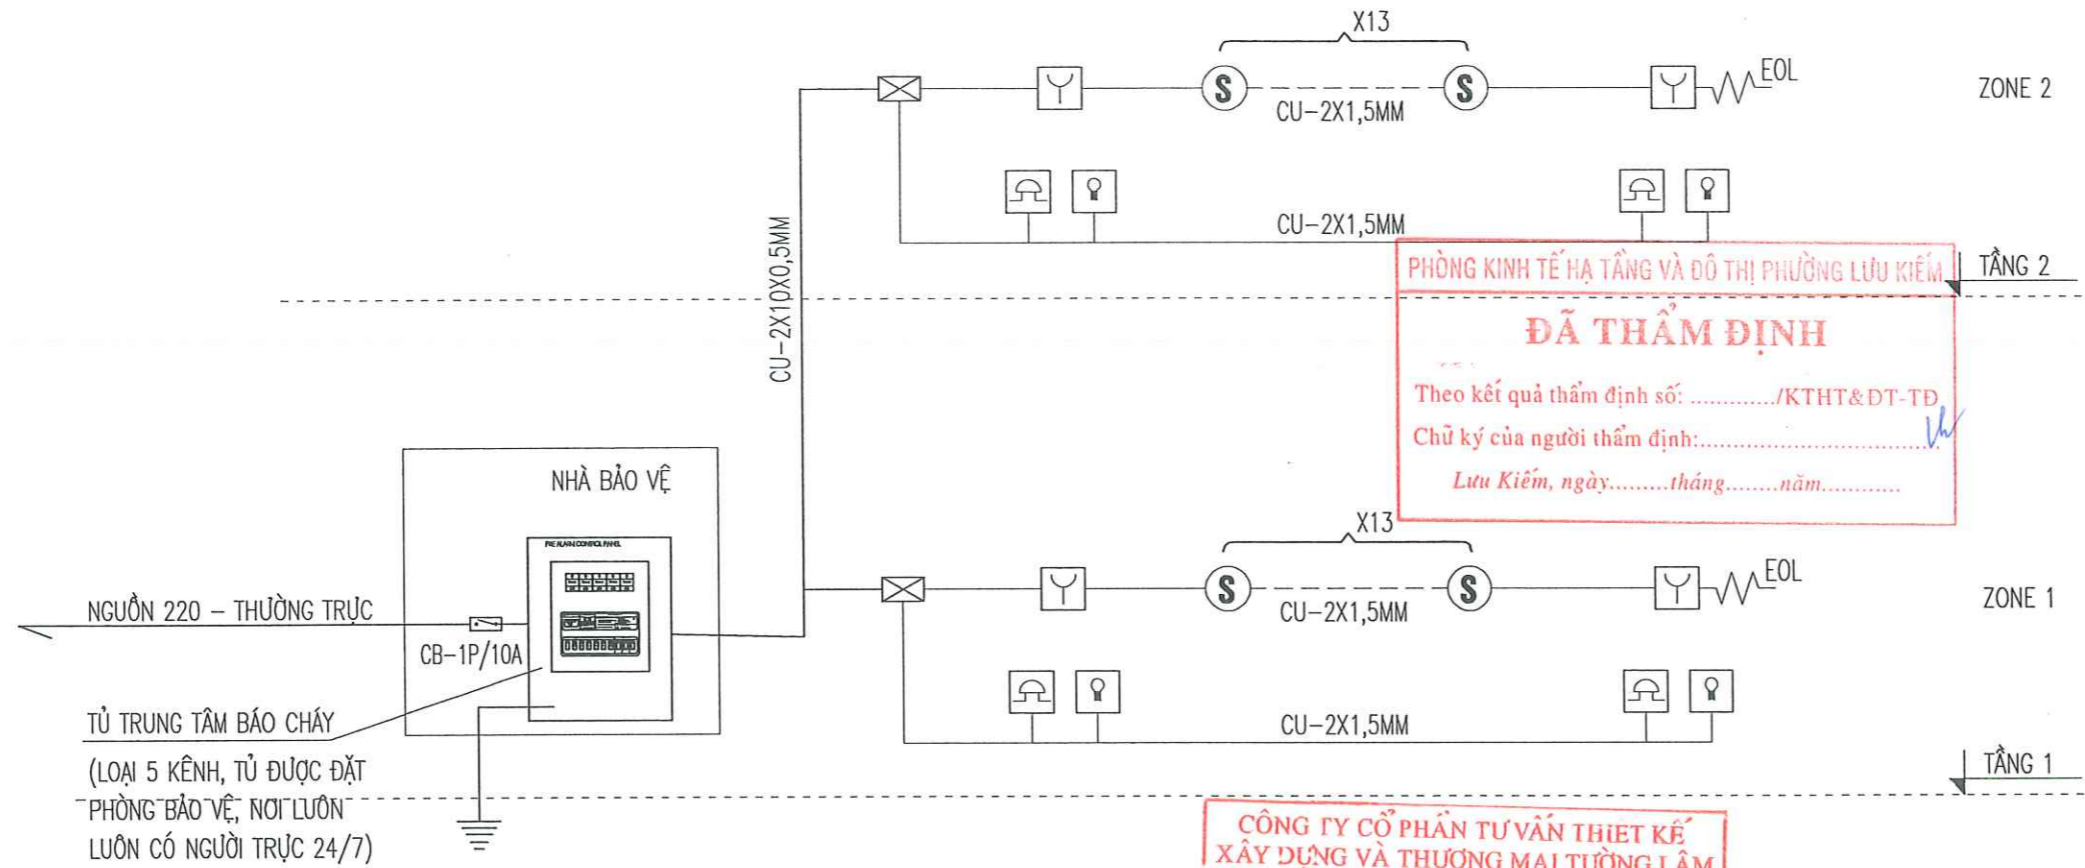 X13
S
S
EOL
ZONE 2
CU-2X1,5MM
CU-2X1,5MM
CU-2X110X0,5MM
PHÒNG KINH TẾ HẠ TẦNG VÀ ĐÔ THỊ PHƯỜNG LƯU KIẾM
TẦNG 2
ĐÃ THẨM ĐỊNH
Theo kết quả thẩm định số: ............./KTHT&ĐT-TĐ
Chữ ký của người thẩm định:...................................
Lưu Kiếm, ngày.........tháng........năm............
NHÀ BẢO VỆ
X13
FIRE ALARM CONTROL PANEL
S
S
EOL
ZONE 1
CU-2X1,5MM
NGUỒN 220 - THƯỜNG TRỰC
CB-1P/10A
CU-2X1,5MM
TỦ TRUNG TÂM BÁO CHÁY
(LOẠI 5 KÊNH, TỦ ĐƯỢC ĐẶT
PHÒNG BẢO VỆ, NƠI LUÔN
LUÔN CÓ NGƯỜI TRỰC 24/7)
TẦNG 1
CÔNG TY CỔ PHẦN TƯ VẤN THIẾT KẾ
XÂY DỰNG VÀ THƯƠNG MẠI TƯỜNG LÂM